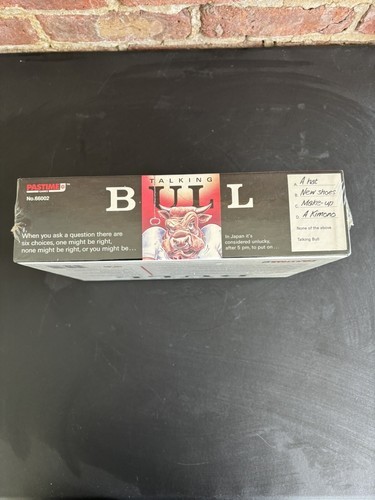 PASTIME
No.86002
TALKING
BULL
When you ask a question there are
six choices, one might be right,
none might be right, or you might be...
In Japan it's
considered unlucky,
after 5 pm, to put on...
A. A hat
B. New shoes
C. Make-up
D. A Kimono
None of the above
Talking Bull